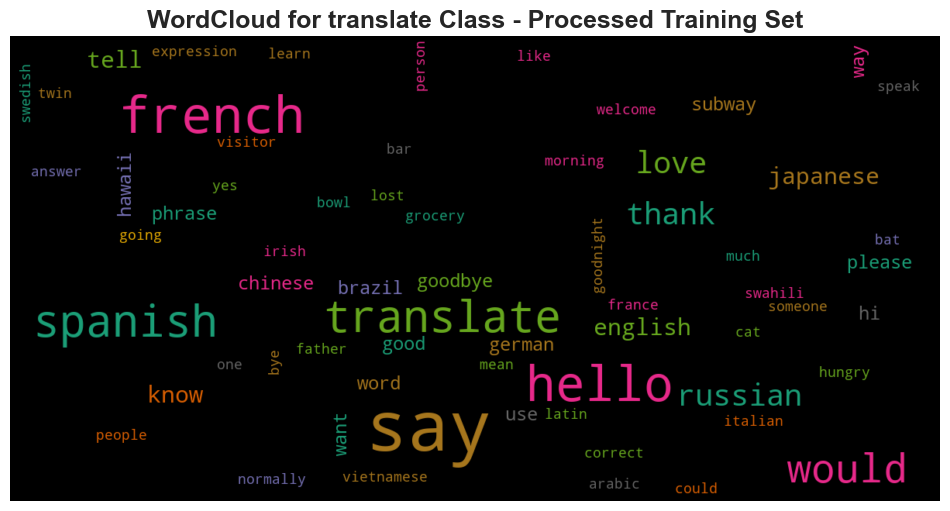 WordCloud for translate Class - Processed Training Set
tell
expression
learn
person
like
way
swedish
twin
speak
french
welcome
subway
visitor
bar
answer
hawaii
morning
love
japanese
yes
bowl
lost
phrase
grocery
thank
going
goodnight
bat
irish
much
please
chinese
brazil
goodbye
swahili
france
someone
spanish
translate
english
hi
cat
father
good
german
one
bye
mean
hungry
know
word
hello
russian
people
want
say
use
latin
italian
correct
normally
vietnamese
arabic
could
would